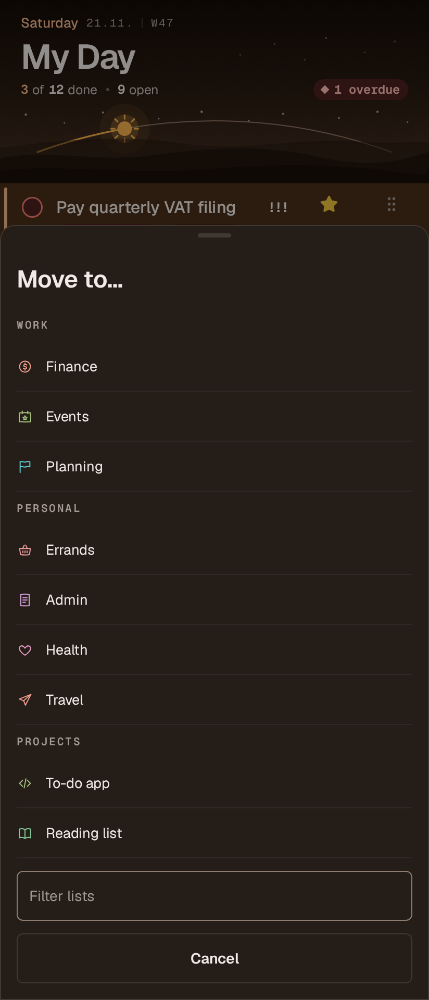 Saturday 21.11. | W47
My Day
3 of 12 done • 9 open
◆ 1 overdue
Pay quarterly VAT filing !!!
Move to…
WORK
Finance
Events
Planning
PERSONAL
Errands
Admin
Health
Travel
PROJECTS
To-do app
Reading list
Filter lists
Cancel